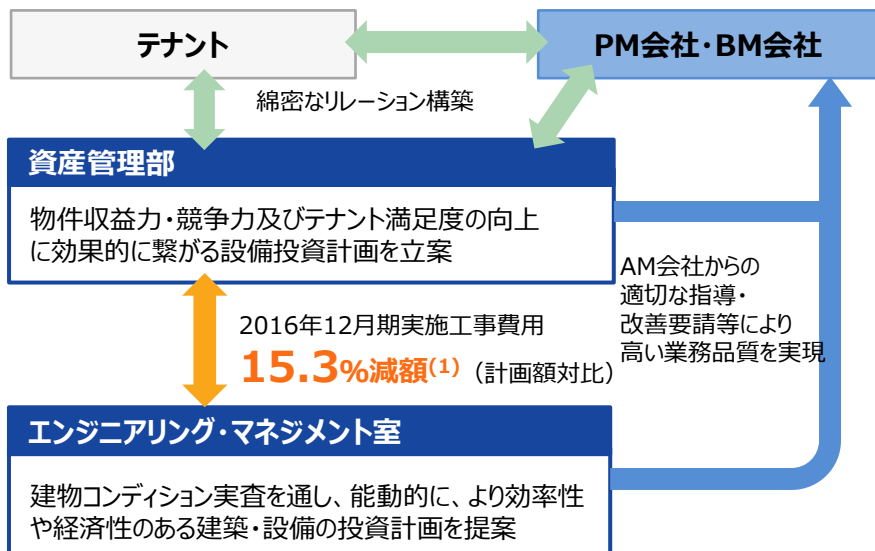 テナント
PM会社・BM会社
綿密なリレーション構築
資産管理部
物件収益力・競争力及びテナント満足度の向上
に効果的に繋がる設備投資計画を立案
AM会社からの
適切な指導・
改善要請等により
高い業務品質を実現
2016年12月期実施工事費用
15.3%減額(1) （計画額対比）
エンジニアリング・マネジメント室
建物コンディション実査を通し、能動的に、より効率性
や経済性のある建築・設備の投資計画を提案